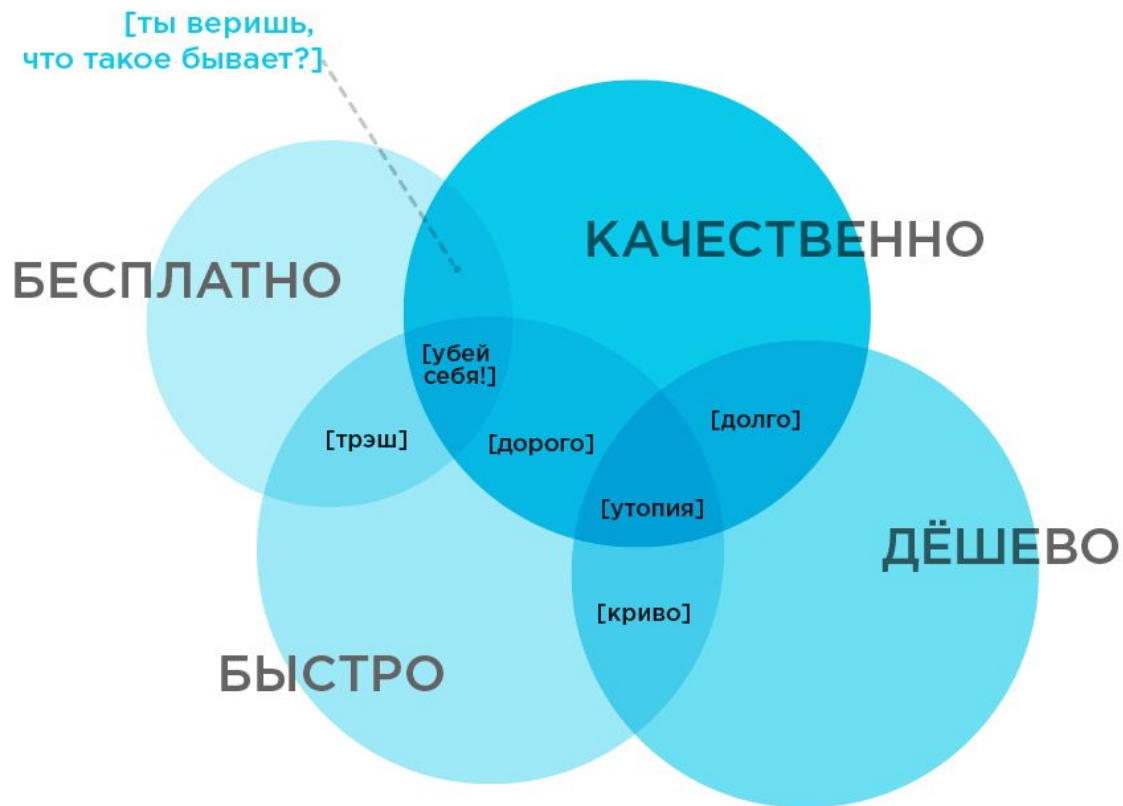 [ты веришь,
что такое бывает?]
КАЧЕСТВЕННО
БЕСПЛАТНО
[убей
себя!]
[долго]
[трэш]
[дорого]
[утопия]
ДЁШЕВО
[криво]
БЫСТРО